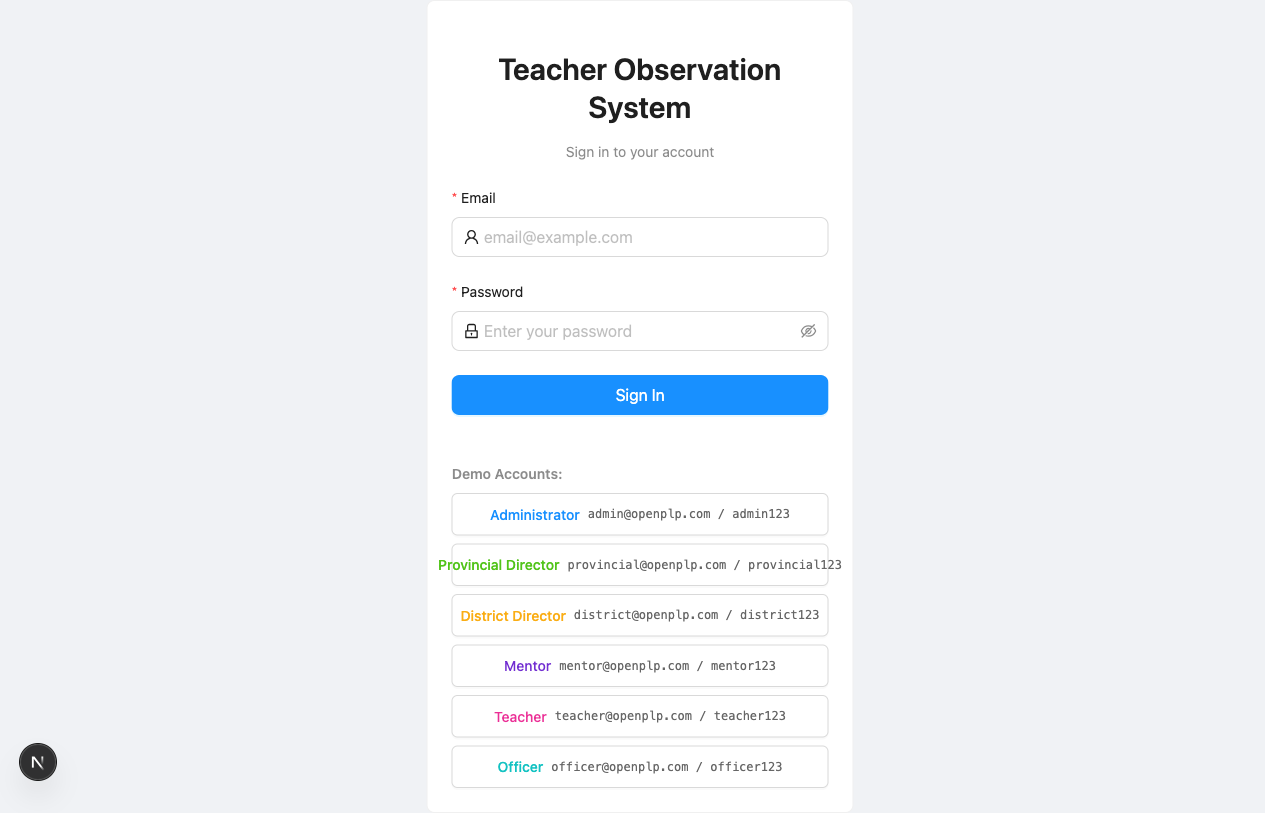 Teacher Observation
System
Sign in to your account
* Email
email@example.com
* Password
Enter your password
Sign In
Demo Accounts:
Administrator admin@openplp.com / admin123
Provincial Director provincial@openplp.com / provincial123
District Director district@openplp.com / district123
Mentor mentor@openplp.com / mentor123
Teacher teacher@openplp.com / teacher123
Officer officer@openplp.com / officer123
N